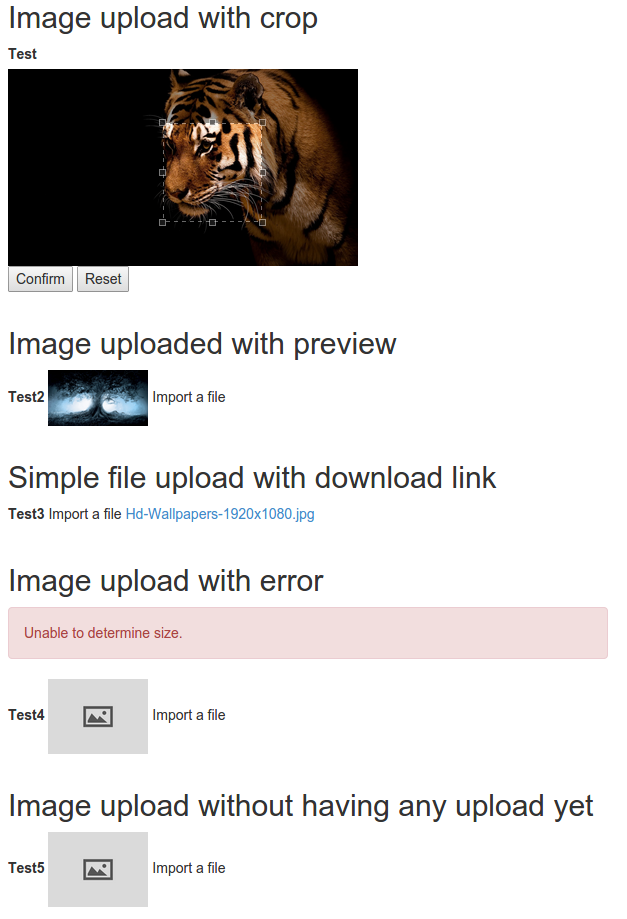 Image upload with crop
Test
Confirm Reset
Image uploaded with preview
Test2 Import a file
Simple file upload with download link
Test3 Import a file Hd-Wallpapers-1920x1080.jpg
Image upload with error
Unable to determine size.
Test4 Import a file
Image upload without having any upload yet
Test5 Import a file